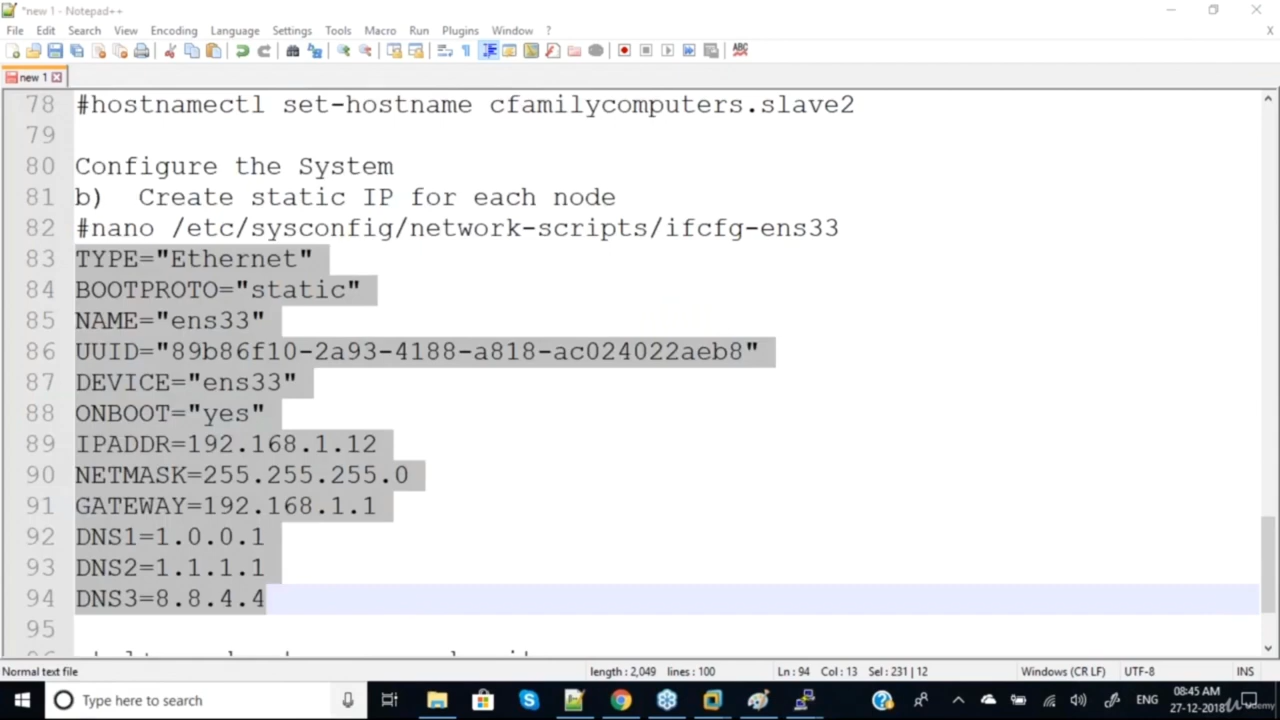 *new 1 - Notepad++
File Edit Search View Encoding Language Settings Tools Macro Run Plugins Window ?
X
ABC
new 1
78 #hostnamectl set-hostname cfamilycomputers.slave2
79
80 Configure the System
81 b) Create static IP for each node
82 #nano /etc/sysconfig/network-scripts/ifcfg-ens33
83 TYPE="Ethernet"
84 BOOTPROTO="static"
85 NAME="ens33"
86 UUID="89b86f10-2a93-4188-a818-ac024022aeb8"
87 DEVICE="ens33"
88 ONBOOT="yes"
89 IPADDR=192.168.1.12
90 NETMASK=255.255.255.0
91 GATEWAY=192.168.1.1
92 DNS1=1.0.0.1
93 DNS2=1.1.1.1
94 DNS3=8.8.4.4
95
Normal text file length : 2,049 lines : 100 Ln : 94 Col : 13 Sel : 231 | 12 Windows (CR LF) UTF-8 INS
Type here to search
ENG
08:45 AM
27-12-2018
Udemy